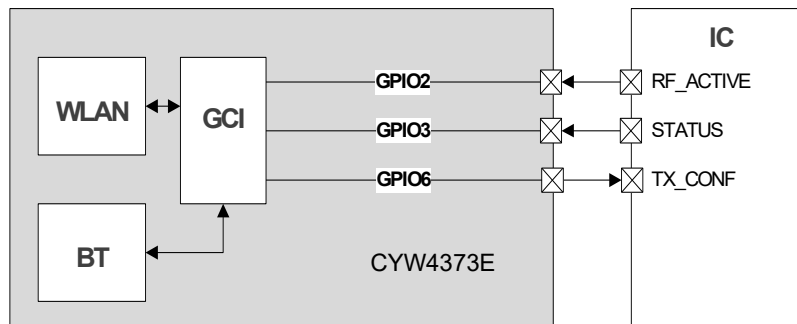 IC
GPIO2
RF_ACTIVE
WLAN
GCI
GPIO3
STATUS
GPIO6
TX_CONF
BT
CYW4373E